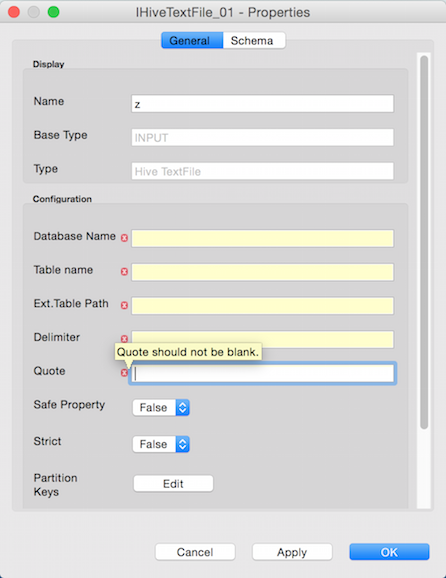 IHiveTextFile_01 - Properties
General Schema
Display
Name z
Base Type INPUT
Type Hive TextFile
Configuration
Database Name
Table name
Ext.Table Path
Delimiter
Quote should not be blank.
Quote
Safe Property False
Strict False
Partition
Keys
Edit
Cancel Apply OK